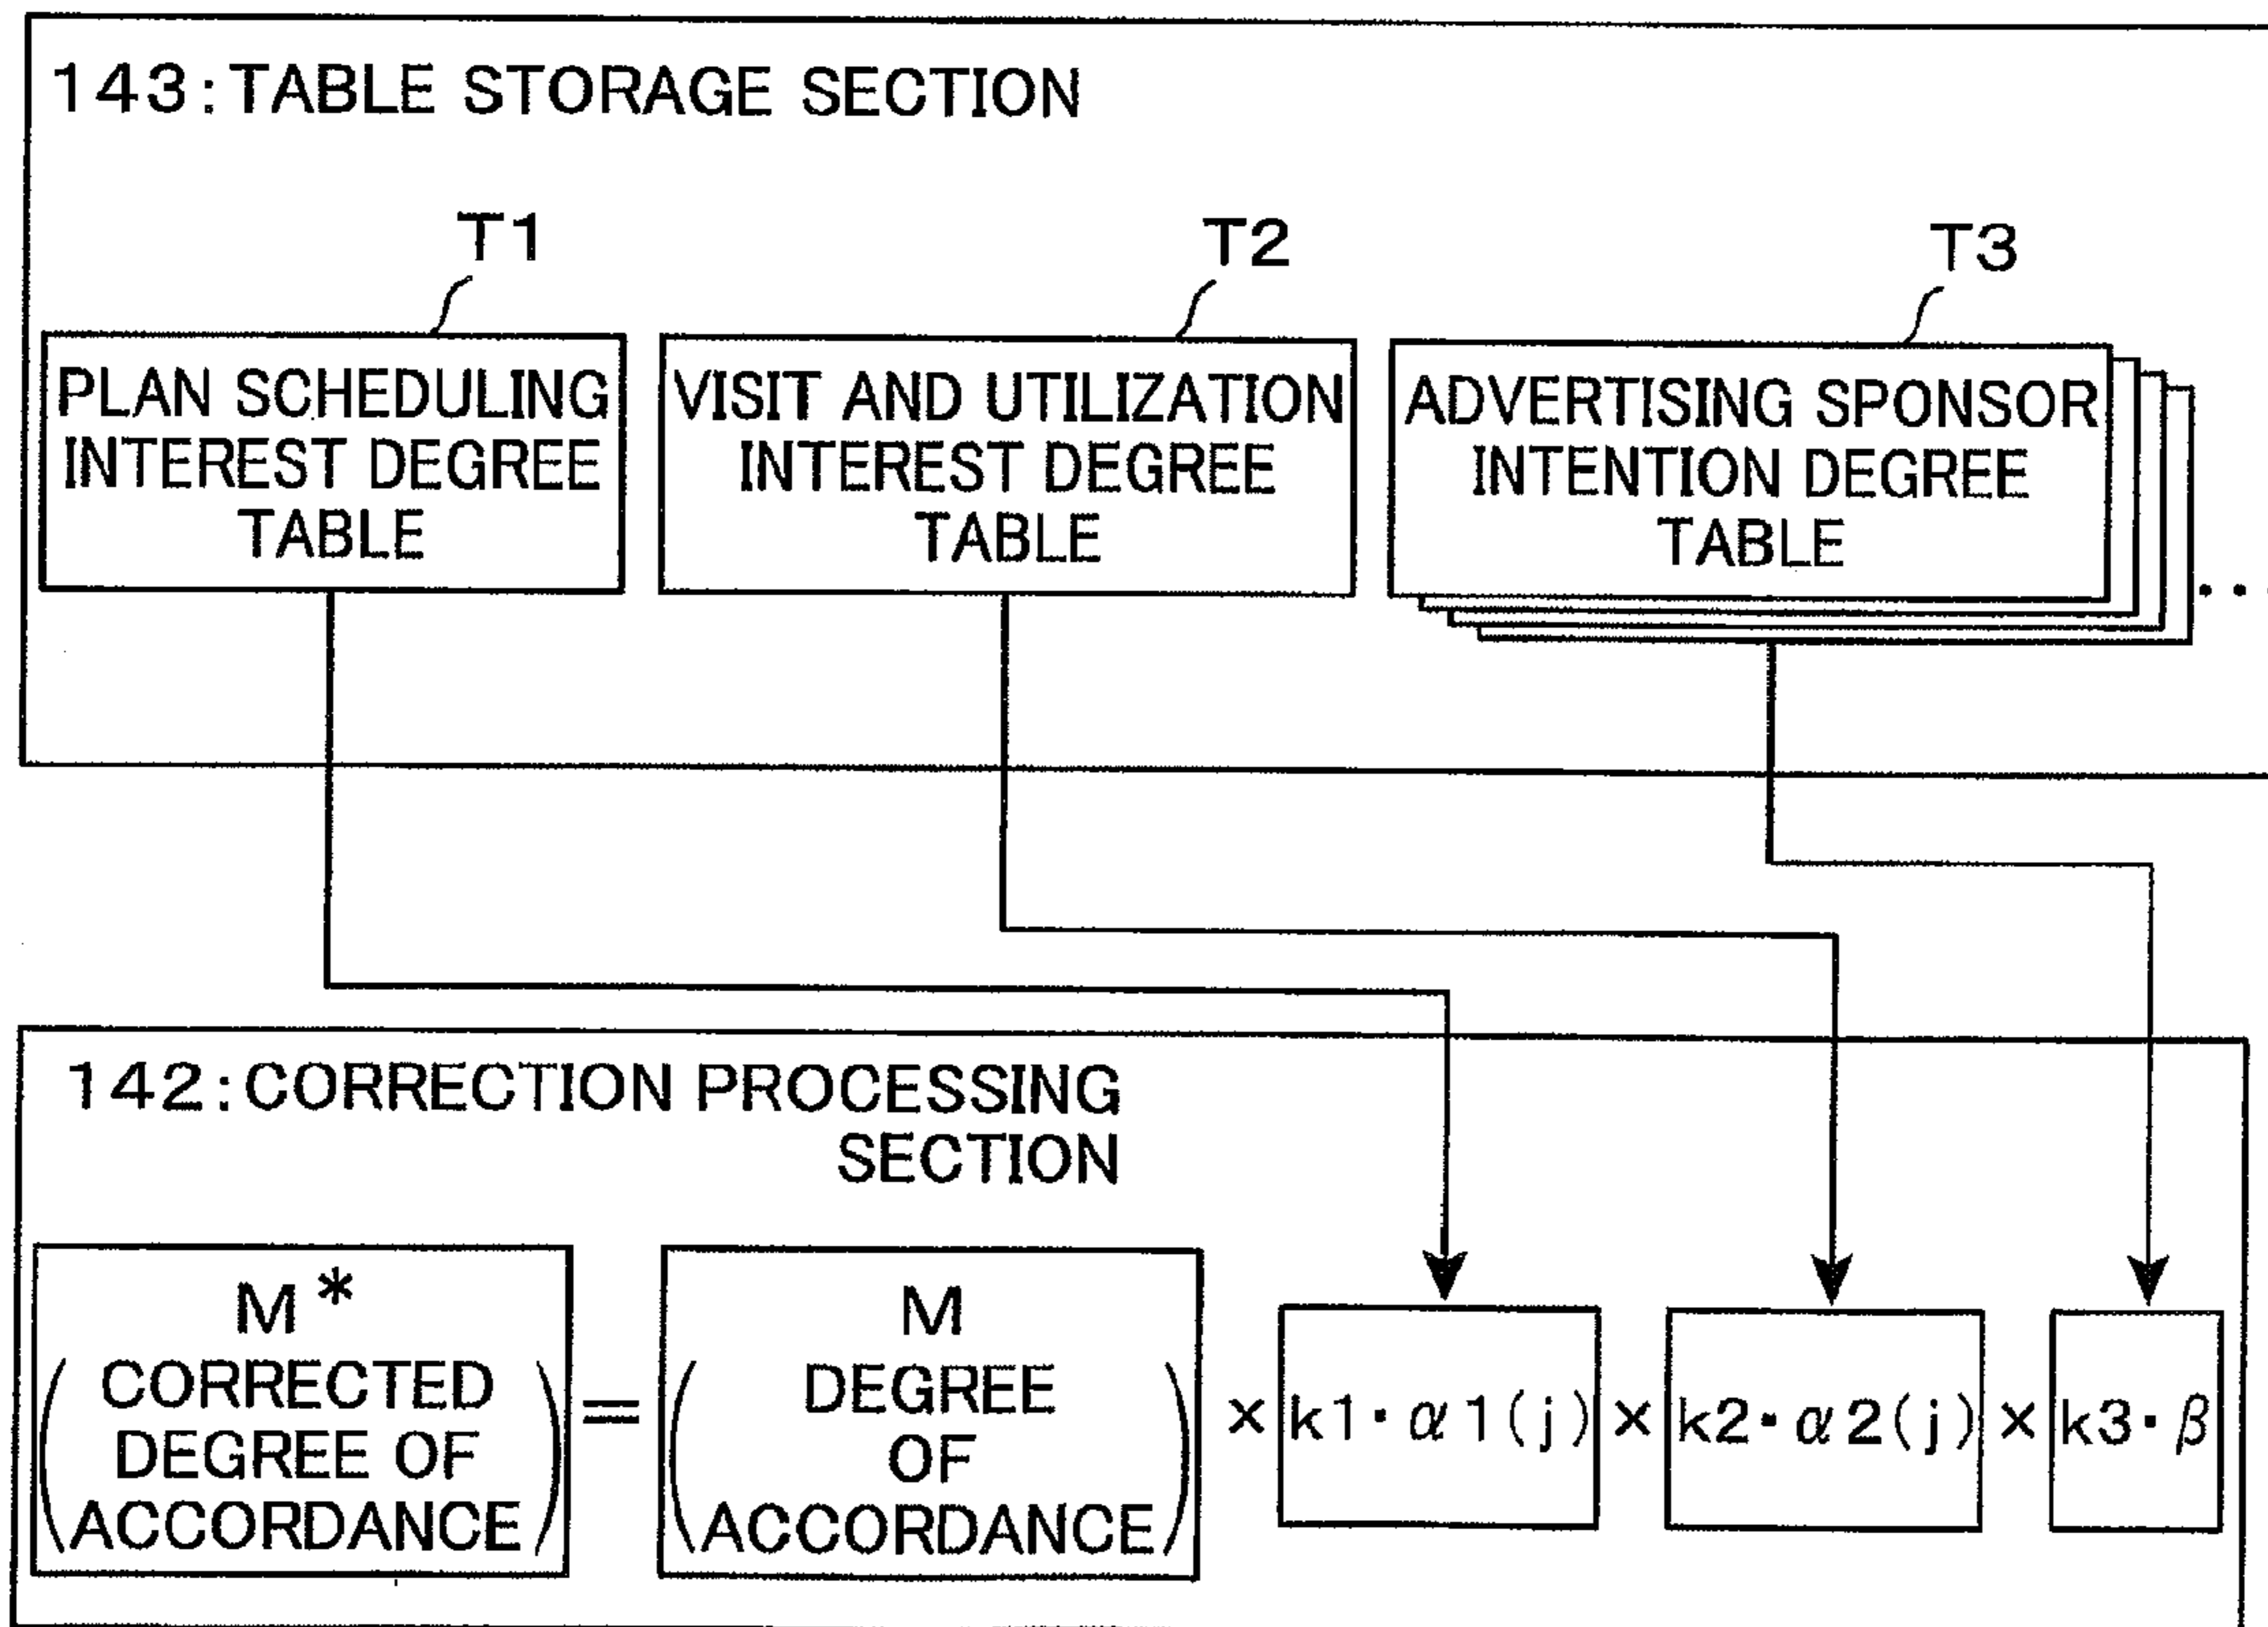 143:TABLE STORAGE SECTION
T1
T2
T3
PLAN SCHEDULING
INTEREST DEGREE
TABLE
VISIT AND UTILIZATION
INTEREST DEGREE
TABLE
ADVERTISING SPONSOR
INTENTION DEGREE
TABLE
...
142:CORRECTION PROCESSING
SECTION
M*
(CORRECTED
DEGREE OF
ACCORDANCE)
=
M
(DEGREE
OF
ACCORDANCE)
× k1・α1(j) × k2・α2(j) × k3・β